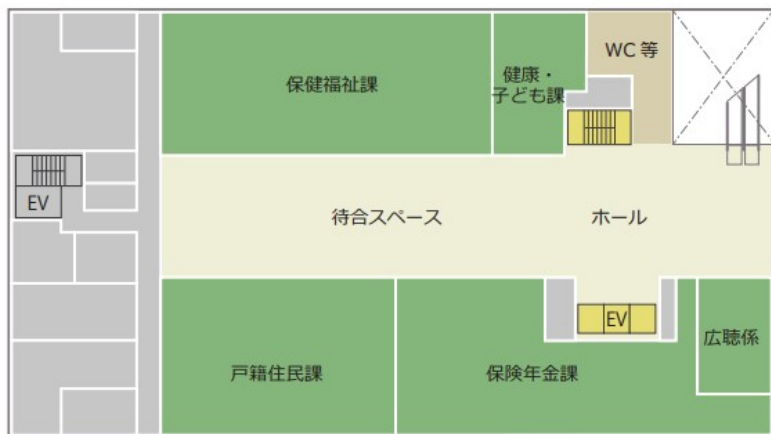 WC 等
保健福祉課
健康・
子ども課
EV
待合スペース
ホール
EV
戸籍住民課
保険年金課
広聴係